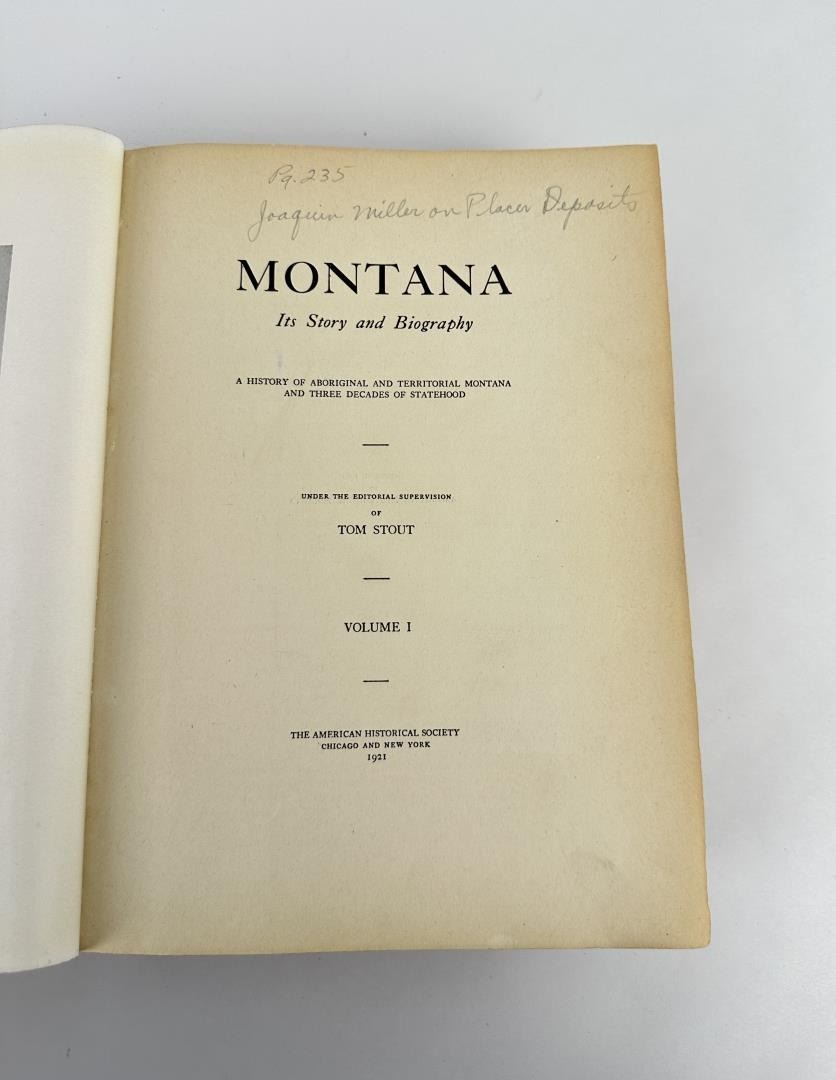 Pg. 235
Joaquin Miller on Placer Deposits
MONTANA
Its Story and Biography
A HISTORY OF ABORIGINAL AND TERRITORIAL MONTANA
AND THREE DECADES OF STATEHOOD
UNDER THE EDITORIAL SUPERVISION
OF
TOM STOUT
VOLUME I
THE AMERICAN HISTORICAL SOCIETY
CHICAGO AND NEW YORK
1921